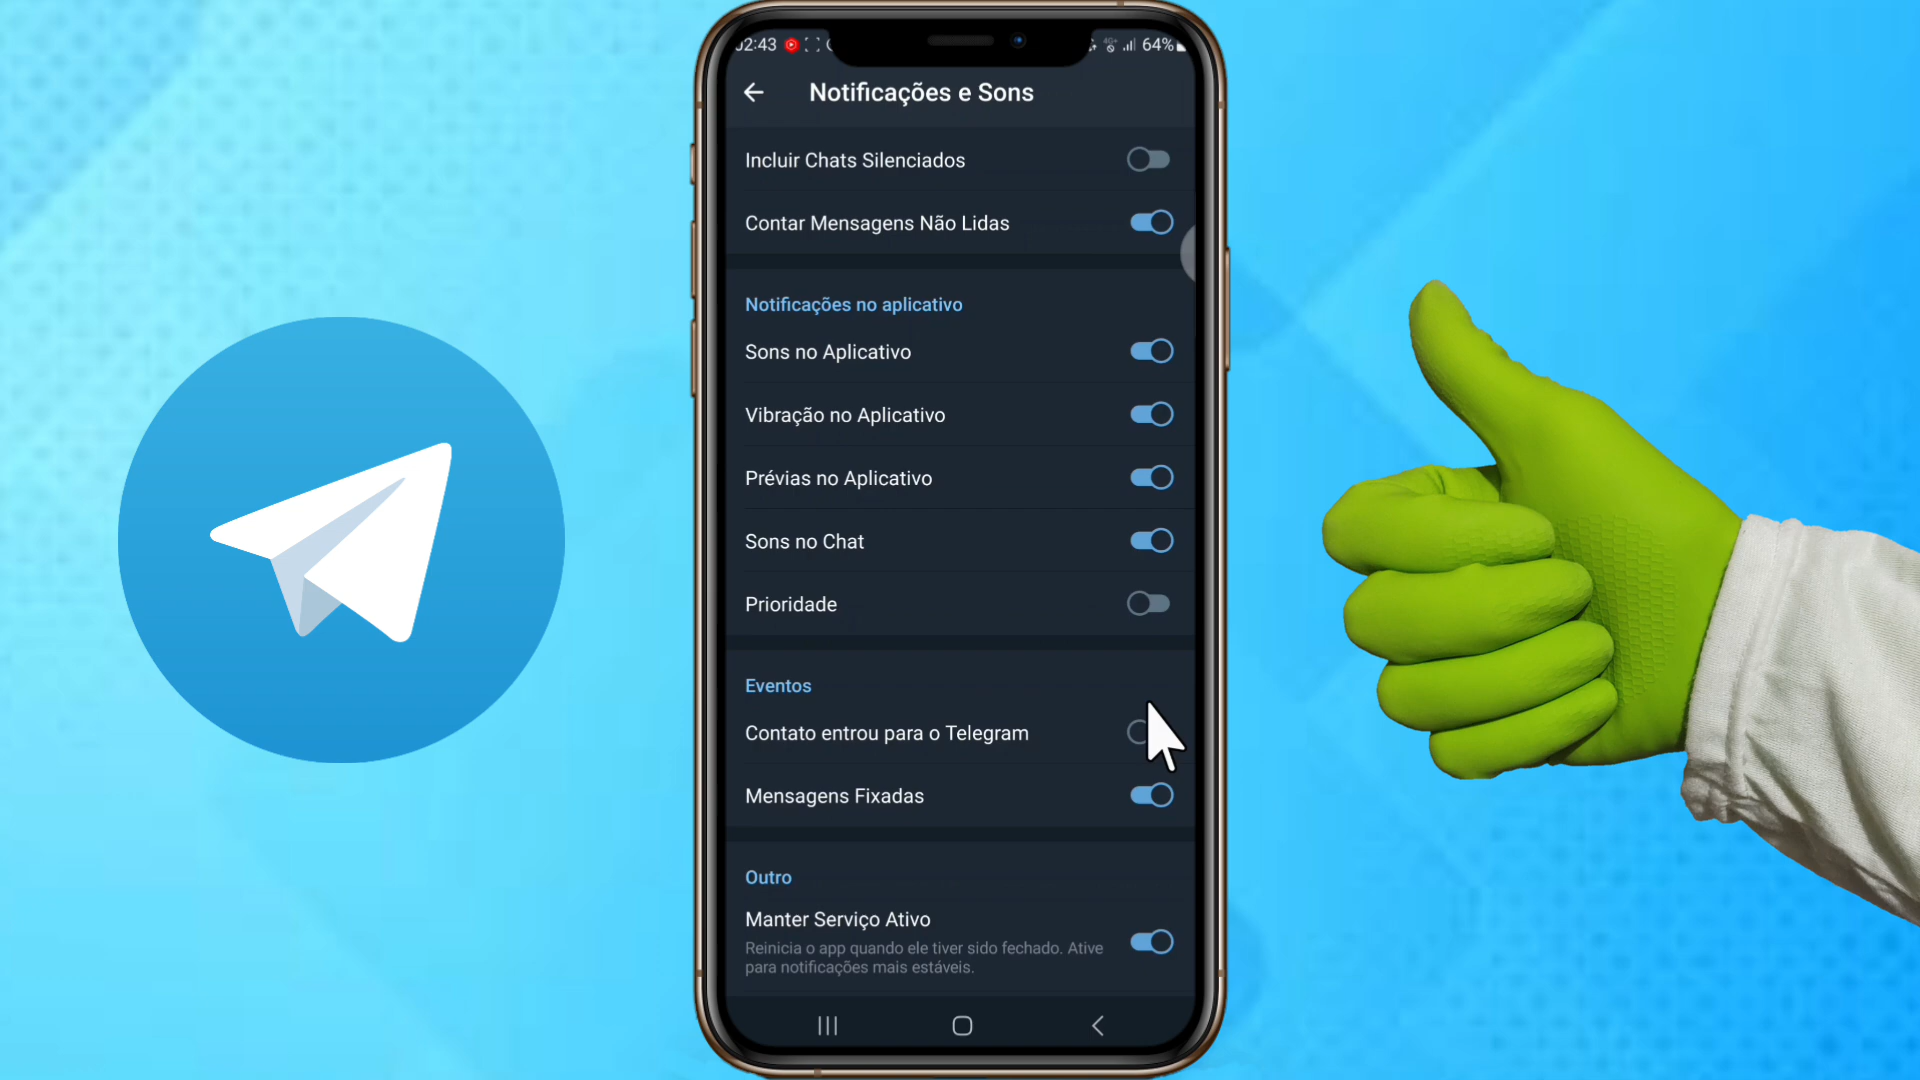 02:43
64%
Notificações e Sons
Incluir Chats Silenciados
Contar Mensagens Não Lidas
Notificações no aplicativo
Sons no Aplicativo
Vibração no Aplicativo
Prévias no Aplicativo
Sons no Chat
Prioridade
Eventos
Contato entrou para o Telegram
Mensagens Fixadas
Outro
Manter Serviço Ativo
Reinicia o app quando ele tiver sido fechado. Ative
para notificações mais estáveis.